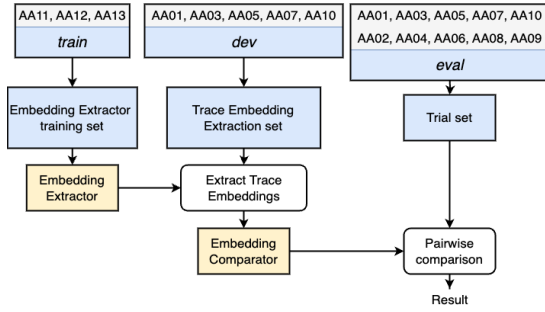 AA11, AA12, AA13
train
AA01, AA03, AA05, AA07, AA10
dev
AA01, AA03, AA05, AA07, AA10
AA02, AA04, AA06, AA08, AA09
eval
Embedding Extractor
training set
Trace Embedding
Extraction set
Trial set
Embedding
Extractor
Extract Trace
Embeddings
Embedding
Comparator
Pairwise
comparison
Result